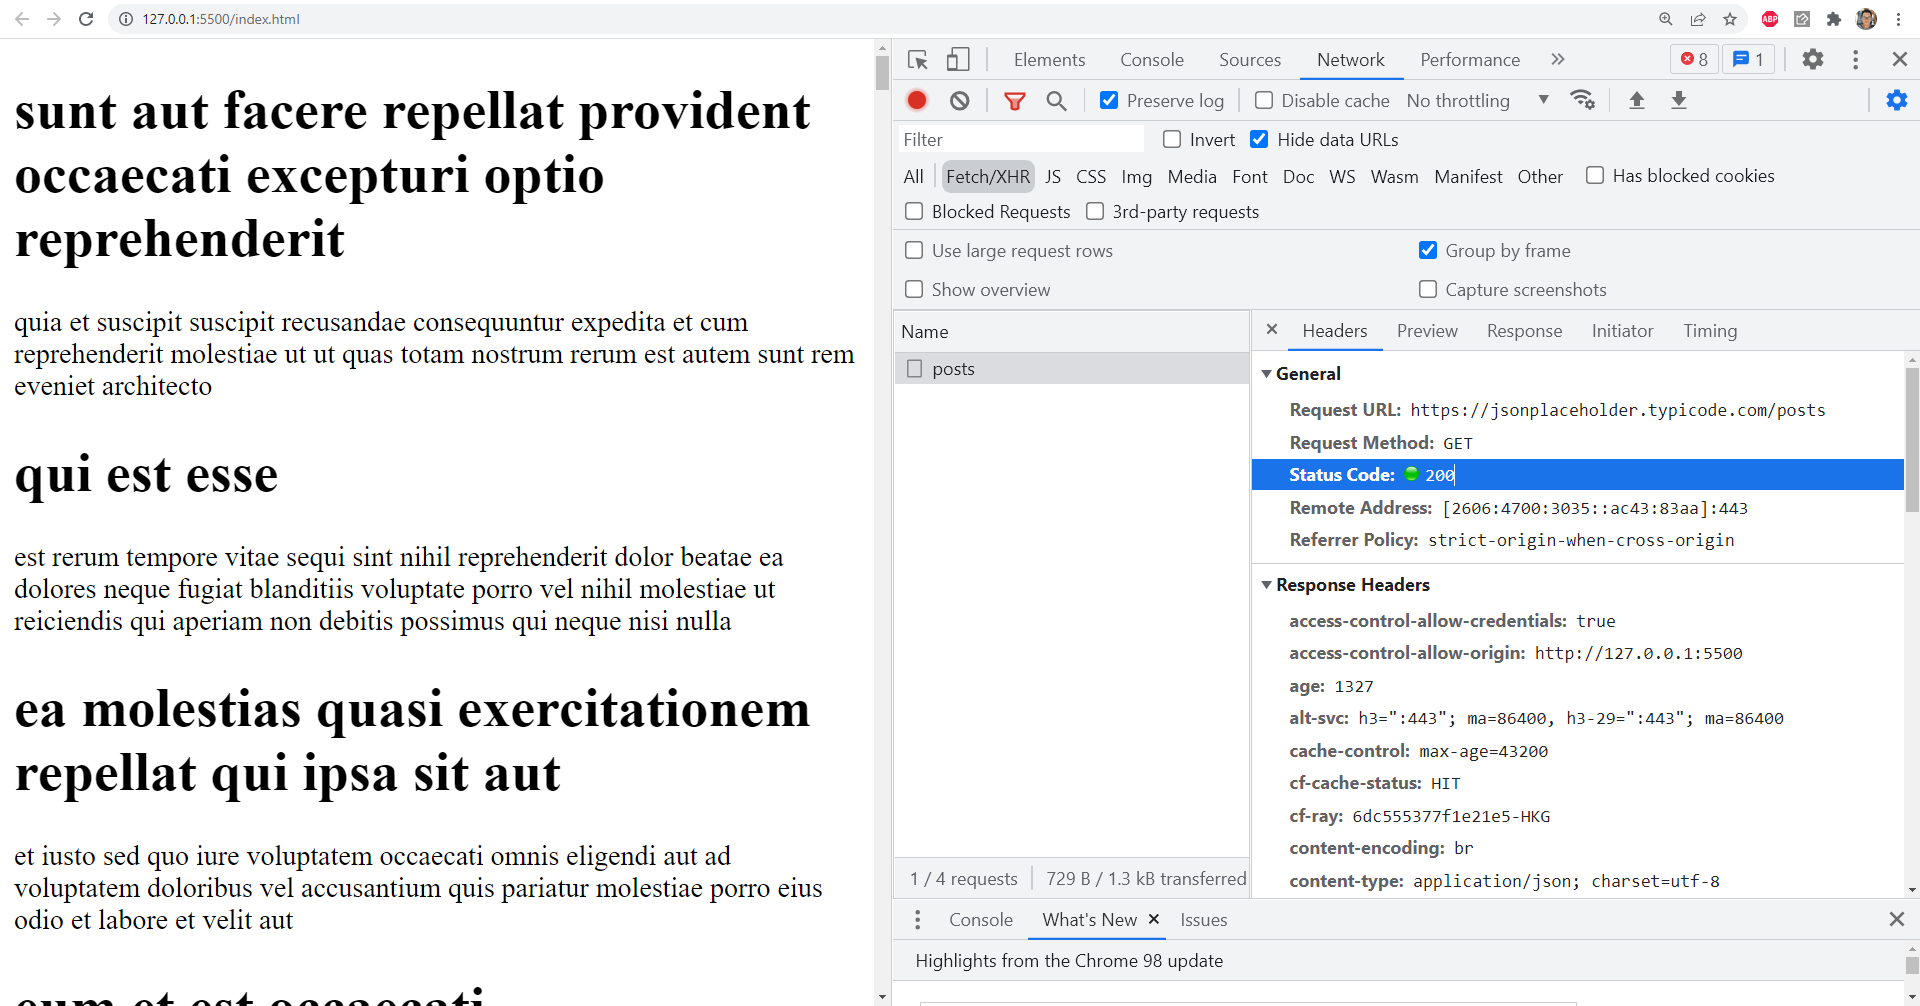 127.0.0.1:5500/index.html
ABP
sunt aut facere repellat provident
occaecati excepturi optio
reprehenderit
quia et suscipit suscipit recusandae consequuntur expedita et cum
reprehenderit molestiae ut ut quas totam nostrum rerum est autem sunt rem
eveniet architecto
qui est esse
est rerum tempore vitae sequi sint nihil reprehenderit dolor beatae ea
dolores neque fugiat blanditiis voluptate porro vel nihil molestiae ut
reiciendis qui aperiam non debitis possimus qui neque nisi nulla
ea molestias quasi exercitationem
repellat qui ipsa sit aut
et iusto sed quo iure voluptatem occaecati omnis eligendi aut ad
voluptatem doloribus vel accusantium quis pariatur molestiae porro eius
odio et labore et velit aut
eum et est occaecati
Elements Console Sources Network Performance 8 1
Preserve log Disable cache No throttling
Filter Invert Hide data URLs
All Fetch/XHR JS CSS Img Media Font Doc WS Wasm Manifest Other Has blocked cookies
Blocked Requests 3rd-party requests
Use large request rows Group by frame
Show overview Capture screenshots
Name
posts
1 / 4 requests 729 B / 1.3 kB transferred
Headers Preview Response Initiator Timing
General
Request URL: https://jsonplaceholder.typicode.com/posts
Request Method: GET
Status Code: 200
Remote Address: [2606:4700:3035::ac43:83aa]:443
Referrer Policy: strict-origin-when-cross-origin
Response Headers
access-control-allow-credentials: true
access-control-allow-origin: http://127.0.0.1:5500
age: 1327
alt-svc: h3=":443"; ma=86400, h3-29=":443"; ma=86400
cache-control: max-age=43200
cf-cache-status: HIT
cf-ray: 6dc555377f1e21e5-HKG
content-encoding: br
content-type: application/json; charset=utf-8
Console What's New Issues
Highlights from the Chrome 98 update